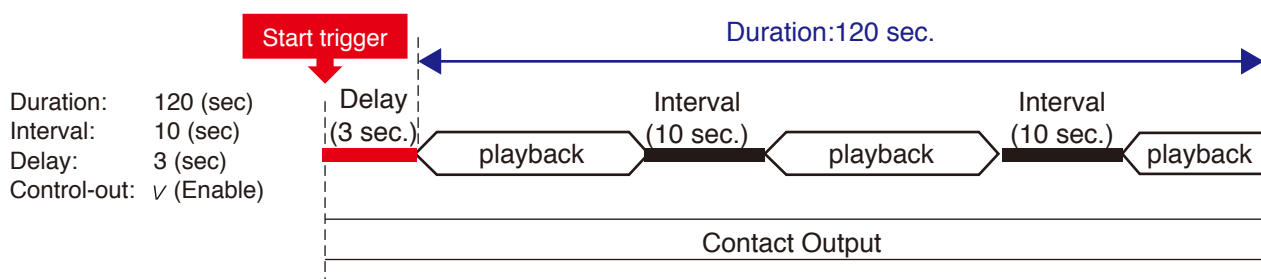 Start trigger
Duration:120 sec.
Duration: 120 (sec)
Interval: 10 (sec)
Delay: 3 (sec)
Control-out: ✓ (Enable)
Delay
(3 sec.)
playback
Interval
(10 sec.)
playback
Interval
(10 sec.)
playback
Contact Output